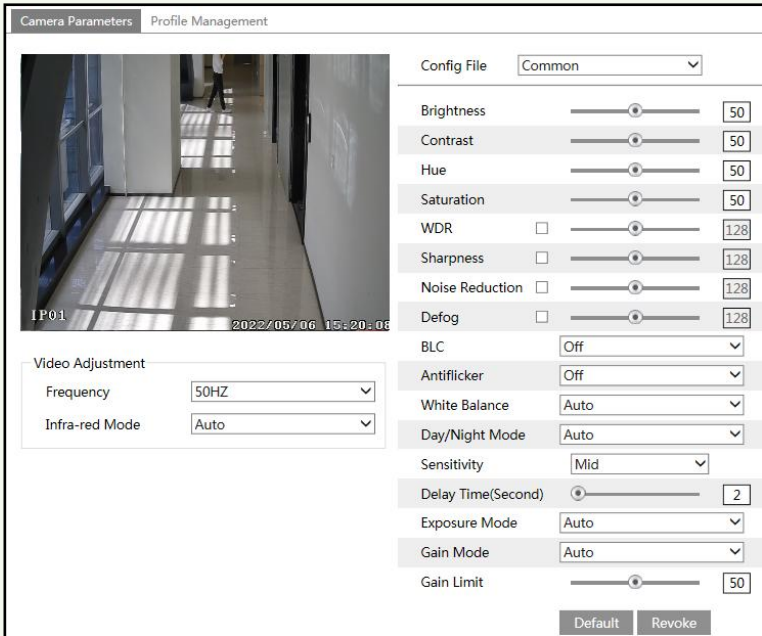 Camera Parameters Profile Management
IP01
2022/05/06 15:20:08
Video Adjustment
Frequency 50HZ
Infra-red Mode Auto
Config File Common
Brightness 50
Contrast 50
Hue 50
Saturation 50
WDR 128
Sharpness 128
Noise Reduction 128
Defog 128
BLC Off
Antiflicker Off
White Balance Auto
Day/Night Mode Auto
Sensitivity Mid
Delay Time(Second) 2
Exposure Mode Auto
Gain Mode Auto
Gain Limit 50
Default Revoke